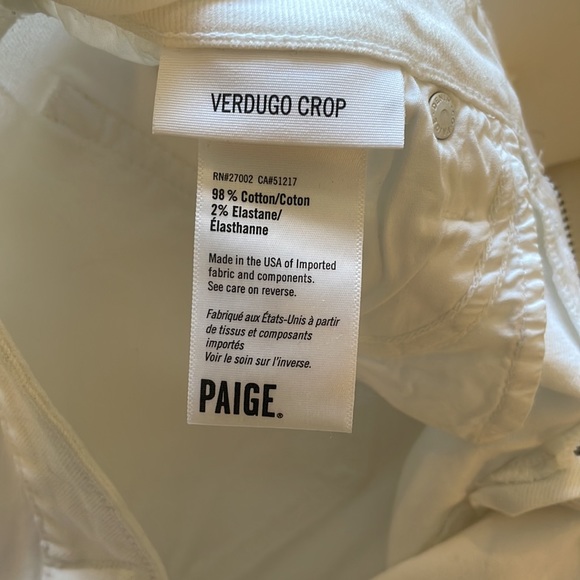 VERDUGO CROP
RN#27002 CA#51217
98 % Cotton/Coton
2% Elastane/
Élasthanne
Made in the USA of Imported
fabric and components.
See care on reverse.
Fabriqué aux États-Unis à partir
de tissus et composants
importés
Voir le soin sur l'inverse.
PAIGE®